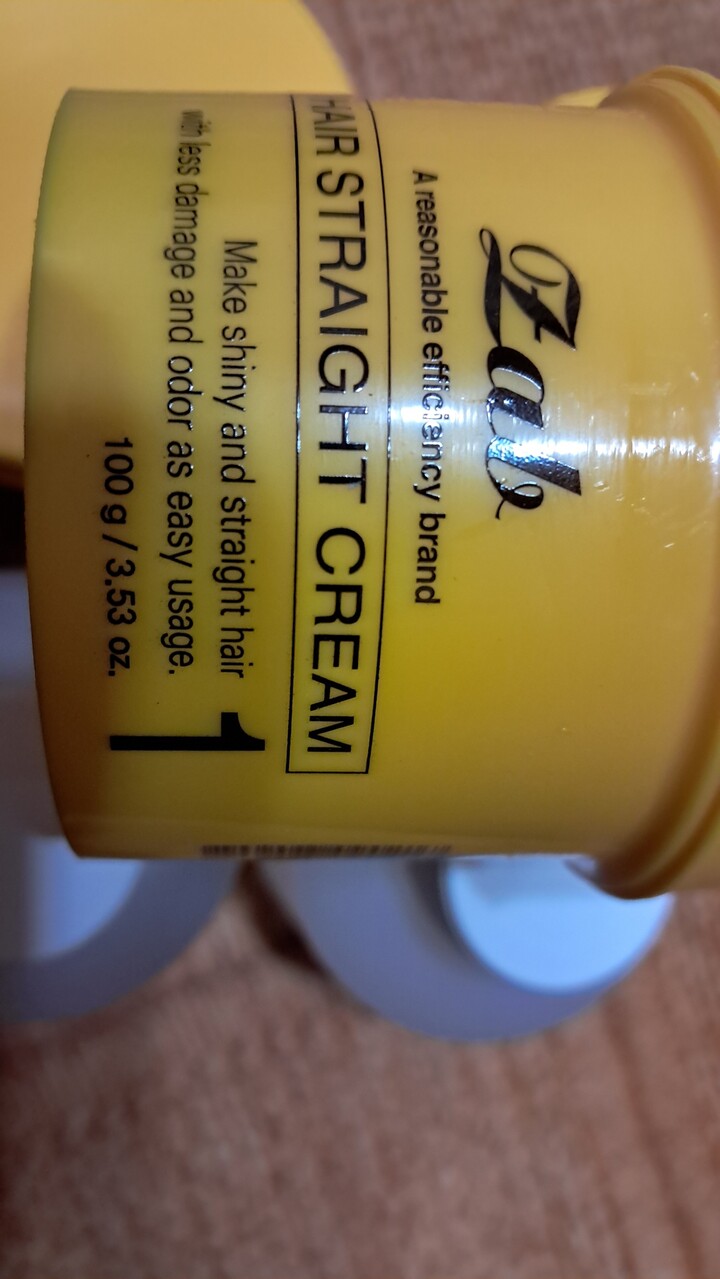 Zab
A reasonable efficiency brand
HAIR STRAIGHT CREAM
Make shiny and straight hair
with less damage and odor as easy usage.
100 g / 3.53 oz.
1